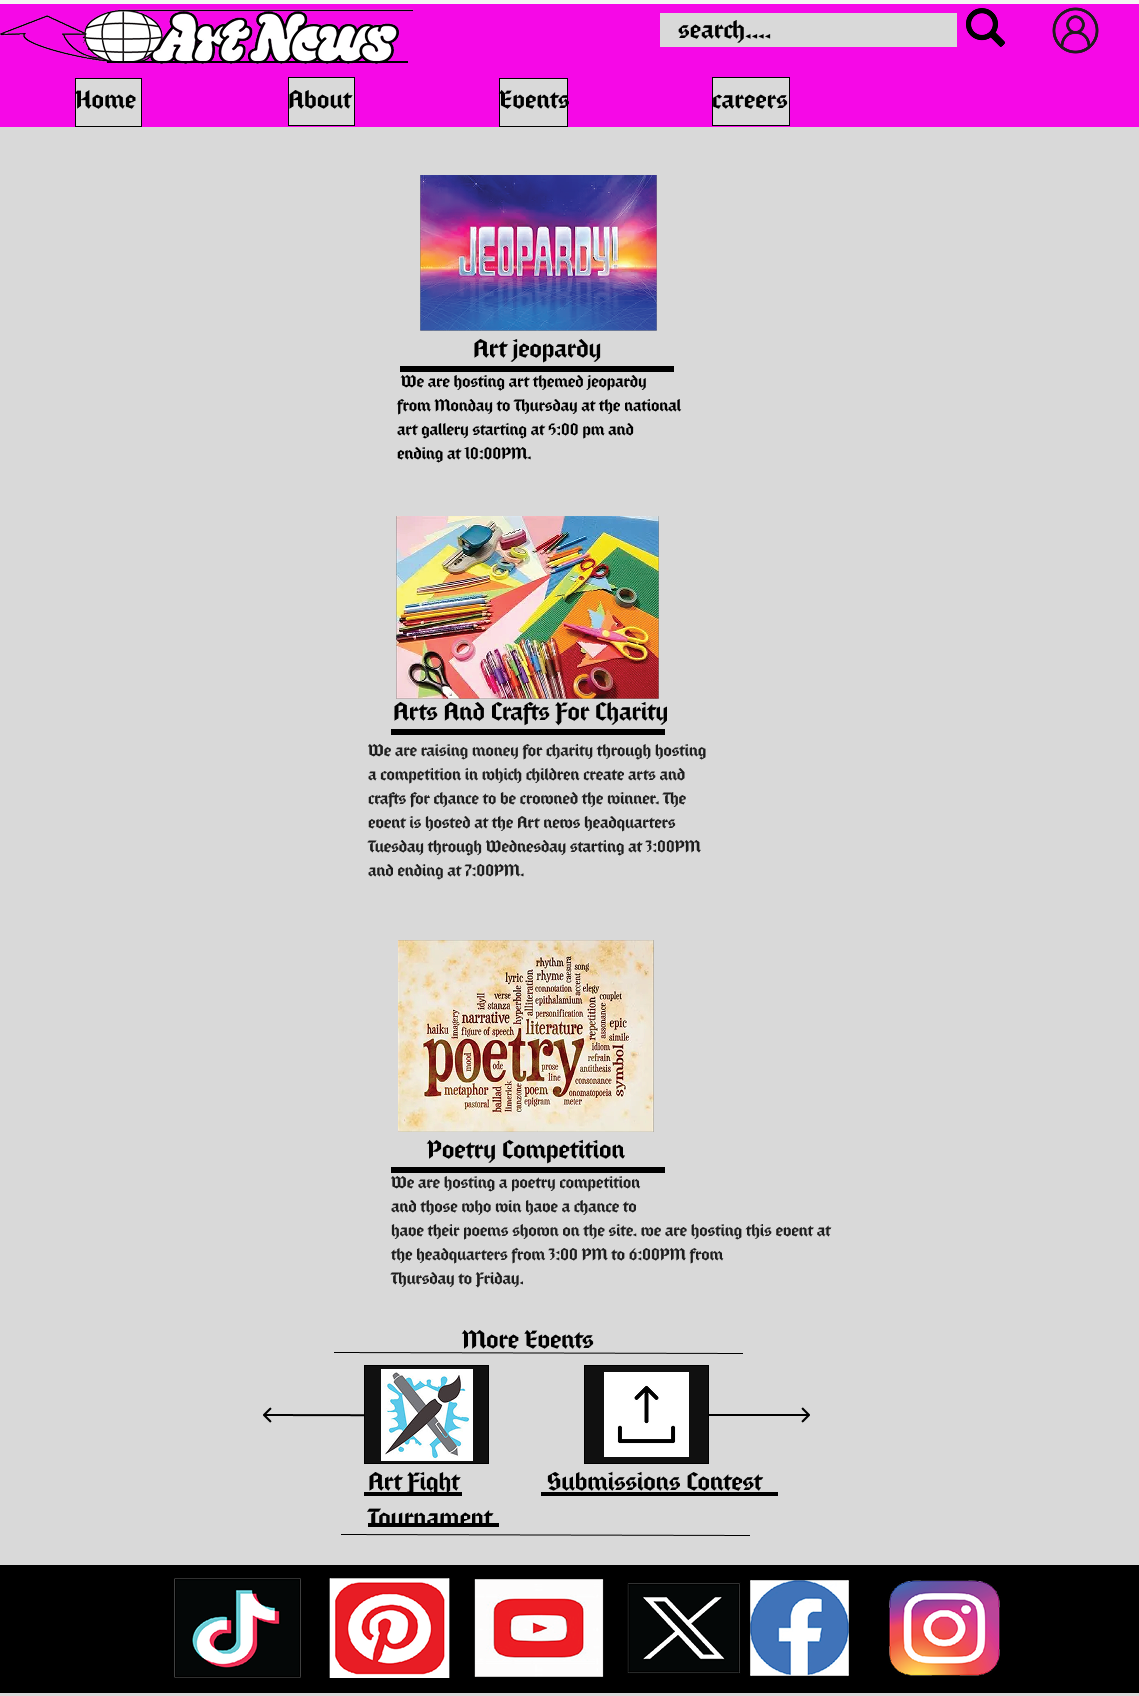 Art News
search....
Home
About
Events
careers
JEOPARDY!
Art jeopardy
We are hosting art themed jeopardy
from Monday to Thursday at the national
art gallery starting at 5:00 pm and
ending at 10:00PM.
Arts And Crafts For Charity
We are raising money for charity through hosting
a competition in which children create arts and
crafts for chance to be crowned the winner. The
event is hosted at the Art news headquarters
Tuesday through Wednesday starting at 3:00PM
and ending at 7:00PM.
rhythm
caesura
song
lyric
rhyme
accent
alliteration
connotation
elegy
idyll
verse
hyperbole
epithalamium
couplet
stanza
imagery
narrative
personification
repetition
assonance
haiku
figure of speech
literature
epic
simile
poetry
mood
ode
prose
line
idiom
refrain
antithesis
symbol
consonance
metaphor
ballad
limerick
canzone
poem
onomatopoeia
pastoral
epigram
meter
Poetry Competition
We are hosting a poetry competition
and those who win have a chance to
have their poems shown on the site. we are hosting this event at
the headquarters from 3:00 PM to 6:00PM from
Thursday to Friday.
More Events
Art Fight
Tournament
Submissions Contest